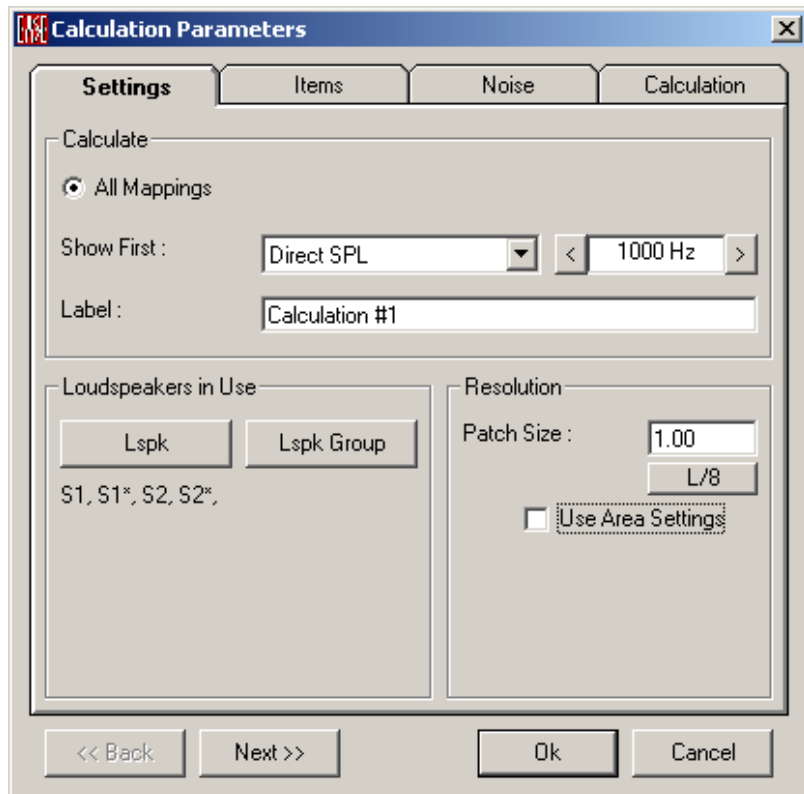 EASE Calculation Parameters
Settings Items Noise Calculation
Calculate
All Mappings
Show First : Direct SPL < 1000 Hz >
Label : Calculation #1
Loudspeakers in Use
Lspk Lspk Group
S1, S1*, S2, S2*,
Resolution
Patch Size : 1.00
L/8
Use Area Settings
<< Back Next >> Ok Cancel